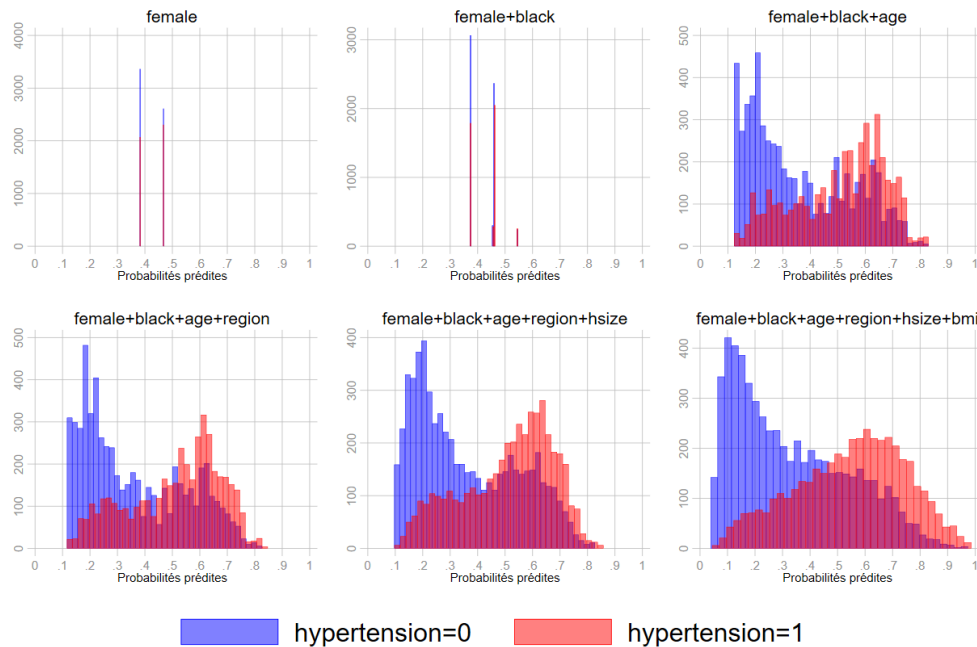 female
female+black
female+black+age
4000
3000
2000
1000
0
0 .1 .2 .3 .4 .5 .6 .7 .8 .9 1
Probabilités prédites
3000
2000
1000
0
0 .1 .2 .3 .4 .5 .6 .7 .8 .9 1
Probabilités prédites
500
400
300
200
100
0
0 .1 .2 .3 .4 .5 .6 .7 .8 .9 1
Probabilités prédites
female+black+age+region
female+black+age+region+hsize
female+black+age+region+hsize+bmi
500
400
300
200
100
0
0 .1 .2 .3 .4 .5 .6 .7 .8 .9 1
Probabilités prédites
400
300
200
100
0
0 .1 .2 .3 .4 .5 .6 .7 .8 .9 1
Probabilités prédites
400
300
200
100
0
0 .1 .2 .3 .4 .5 .6 .7 .8 .9 1
Probabilités prédites
hypertension=0
hypertension=1